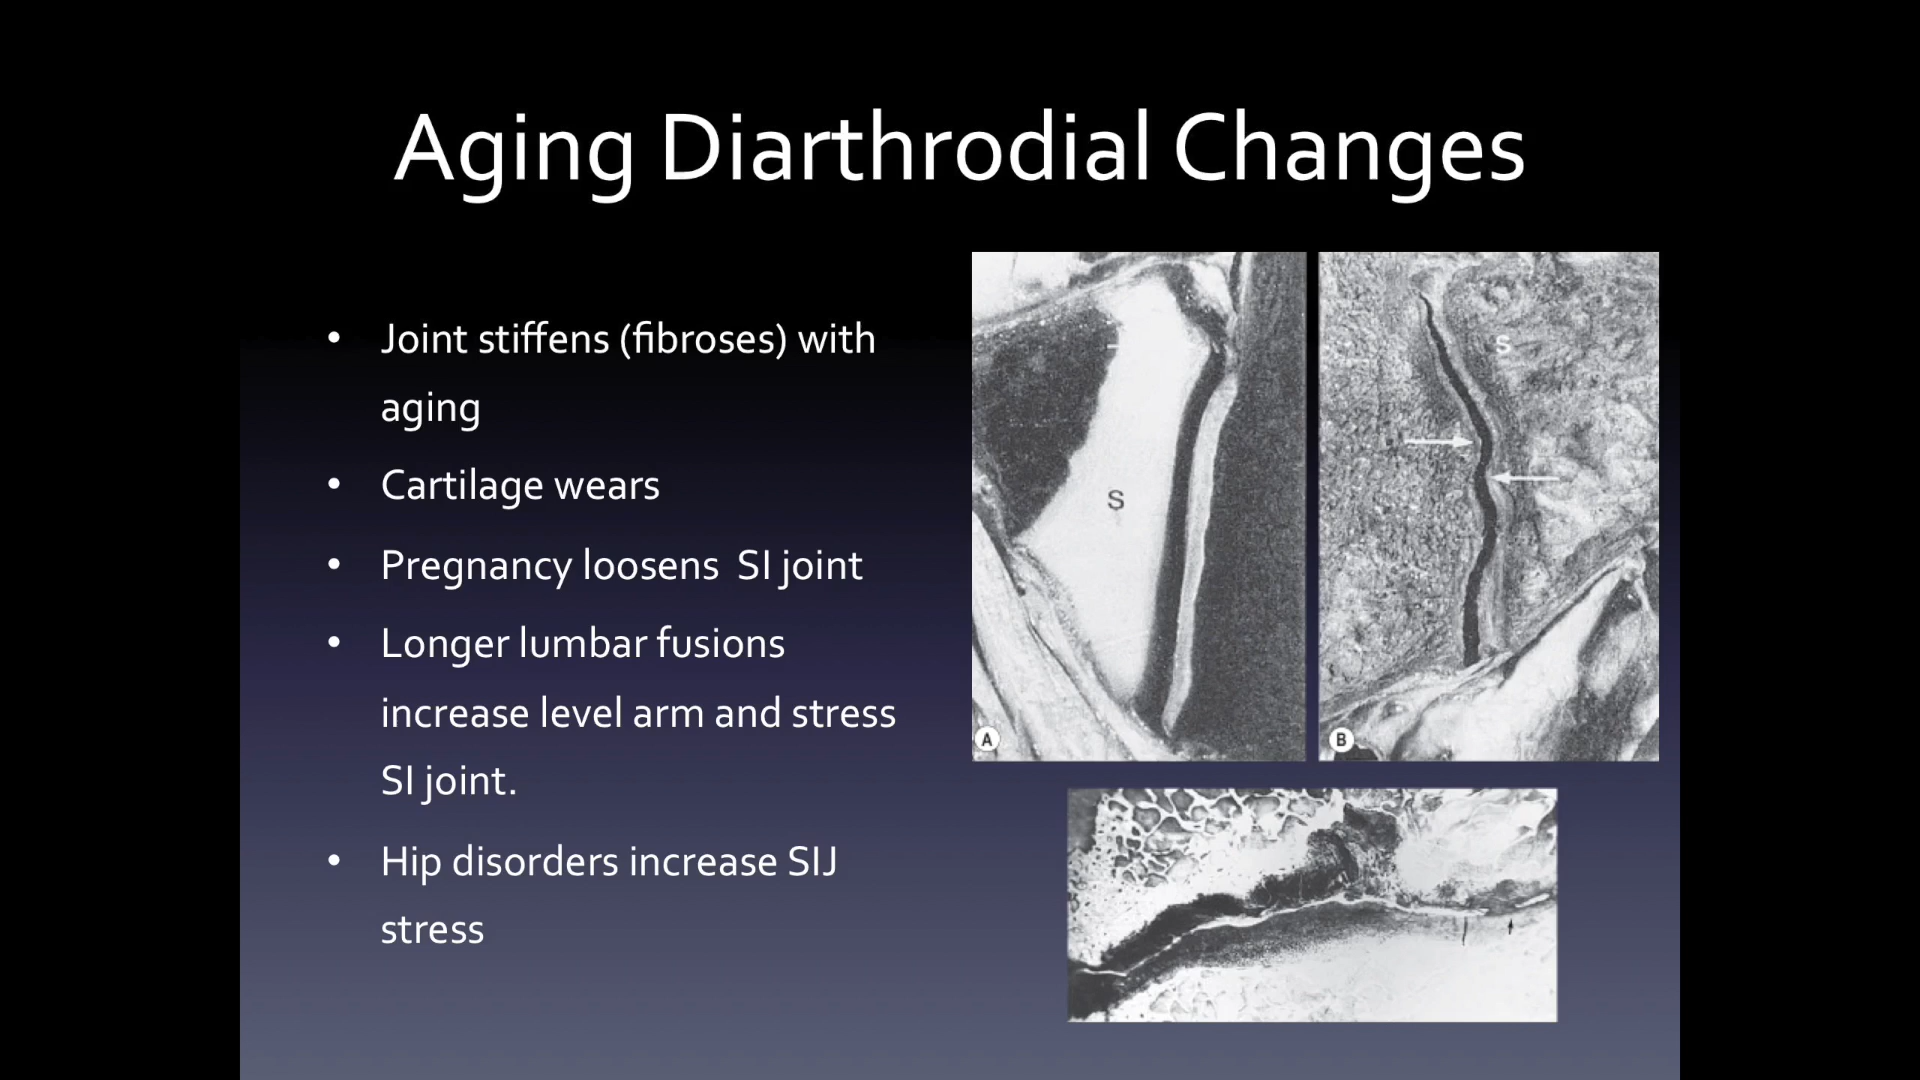 Aging Diarthrodial Changes
• Joint stiffens (fibroses) with
aging
• Cartilage wears
• Pregnancy loosens  SI joint
• Longer lumbar fusions
increase level arm and stress
SI joint.
• Hip disorders increase SIJ
stress
S
S
A
B